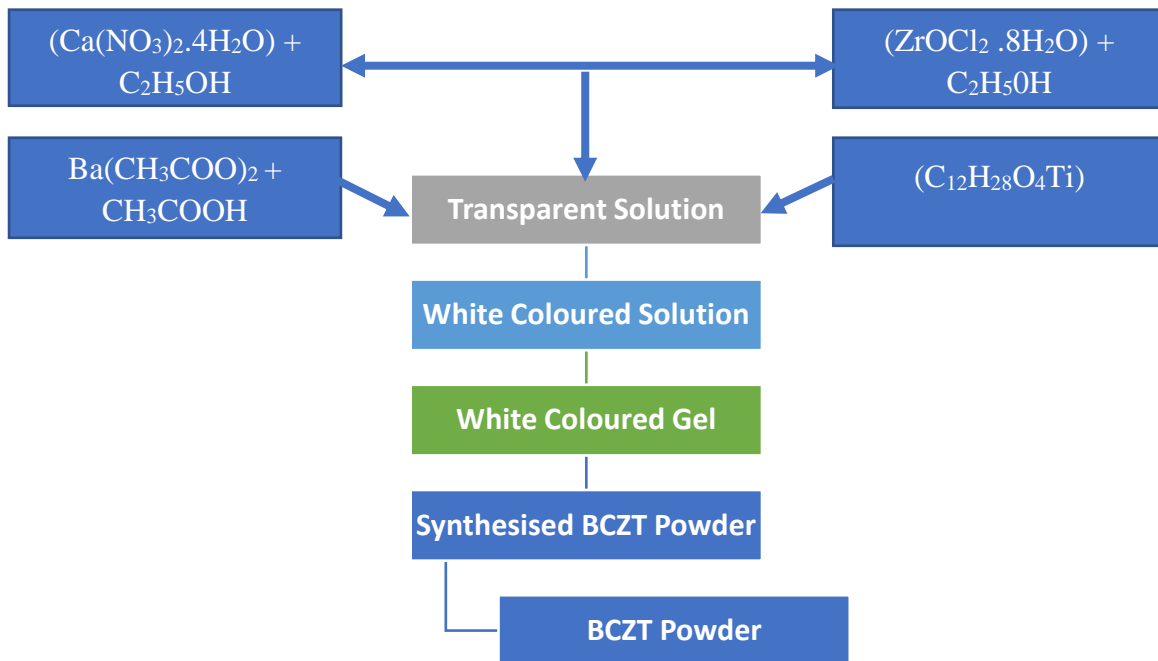 (Ca(NO₃)₂.4H₂O) +
C₂H₅OH
(ZrOCl₂ .8H₂O) +
C₂H₅0H
Ba(CH₃COO)₂ +
CH₃COOH
(C₁₂H₂₈O₄Ti)
Transparent Solution
White Coloured Solution
White Coloured Gel
Synthesised BCZT Powder
BCZT Powder